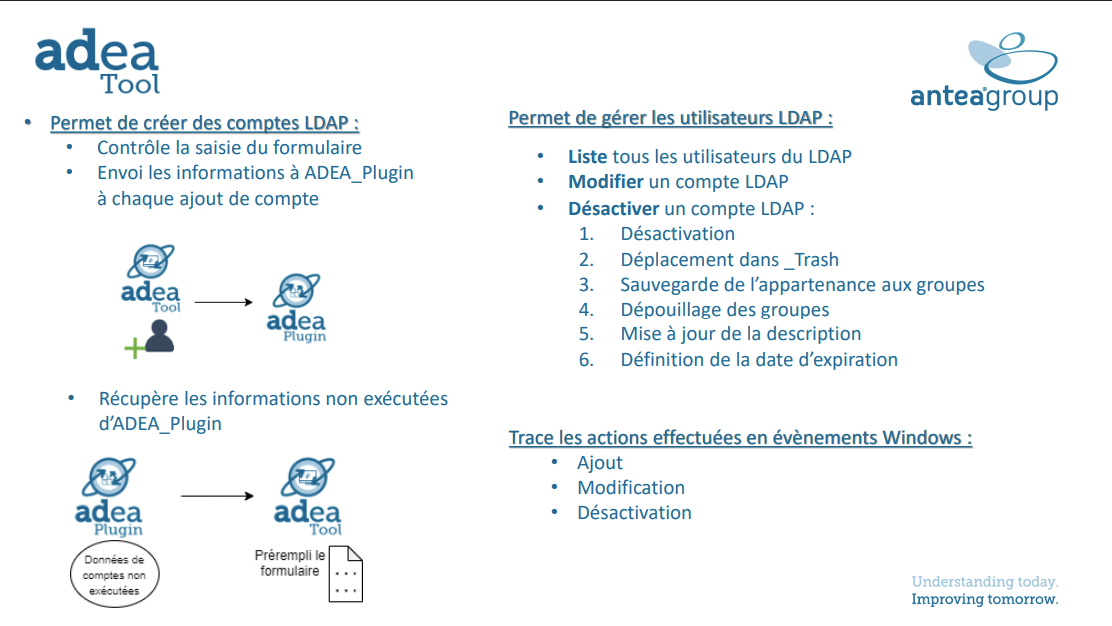 adea
Tool
anteagroup
• Permet de créer des comptes LDAP :
• Contrôle la saisie du formulaire
• Envoi les informations à ADEA_Plugin
à chaque ajout de compte
adea
Tool
adea
Plugin
• Récupère les informations non exécutées
d’ADEA_Plugin
adea
Plugin
Données de
comptes non
exécutées
adea
Tool
Prérempli le
formulaire
Permet de gérer les utilisateurs LDAP :
• Liste tous les utilisateurs du LDAP
• Modifier un compte LDAP
• Désactiver un compte LDAP :
1. Désactivation
2. Déplacement dans _Trash
3. Sauvegarde de l’appartenance aux groupes
4. Dépouillage des groupes
5. Mise à jour de la description
6. Définition de la date d’expiration
Trace les actions effectuées en évènements Windows :
• Ajout
• Modification
• Désactivation
Understanding today.
Improving tomorrow.